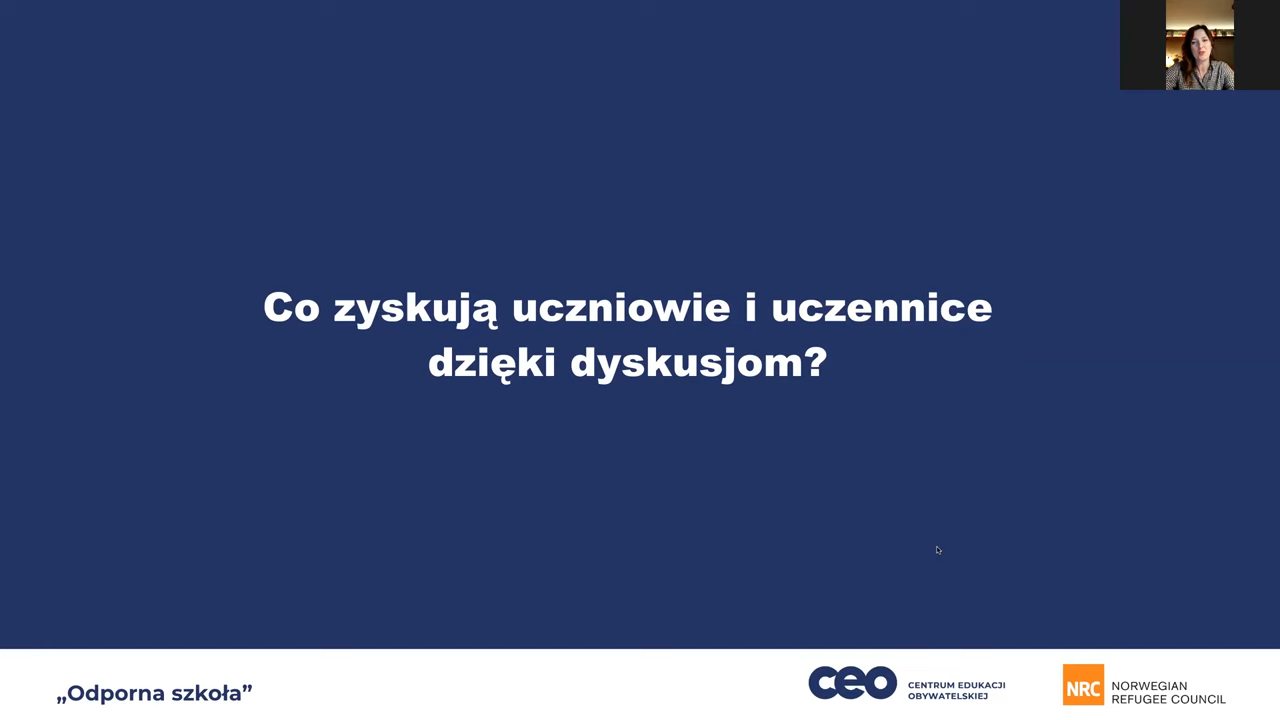 Co zyskują uczniowie i uczennice
dzięki dyskusjom?
„Odporna szkoła”
ceo
CENTRUM EDUKACJI
OBYWATELSKIEJ
NRC
NORWEGIAN
REFUGEE COUNCIL